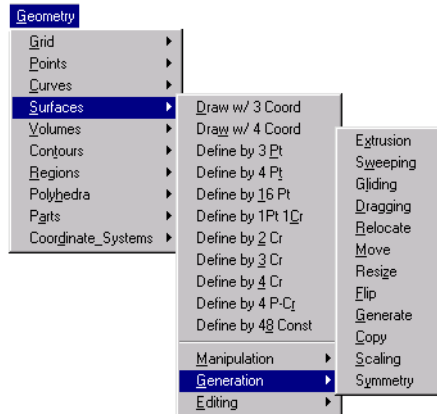 Geometry
Grid
Points
Curves
Surfaces
Volumes
Contours
Regions
Polyhedra
Parts
Coordinate_Systems
Draw w/ 3 Coord
Draw w/ 4 Coord
Define by 3 Pt
Define by 4 Pt
Define by 16 Pt
Define by 1Pt 1Cr
Define by 2 Cr
Define by 3 Cr
Define by 4 Cr
Define by 4 P-Cr
Define by 48 Const
Manipulation
Generation
Editing
Extrusion
Sweeping
Gliding
Dragging
Relocate
Move
Resize
Flip
Generate
Copy
Scaling
Symmetry